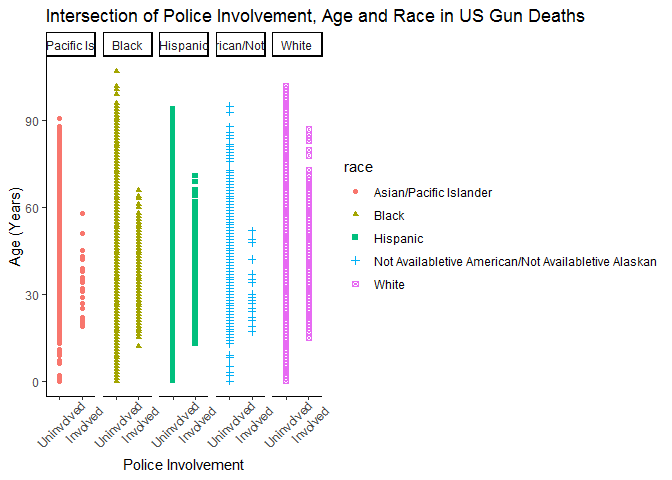 Intersection of Police Involvement, Age and Race in US Gun Deaths
Pacific Is
Black
Hispanic
rican/Not
White
Age (Years)
90
60
30
0
Uninvolved
Involved
Uninvolved
Involved
Uninvolved
Involved
Uninvolved
Involved
Uninvolved
Involved
Police Involvement
race
Asian/Pacific Islander
Black
Hispanic
Not Availabletive American/Not Availabletive Alaskan
White